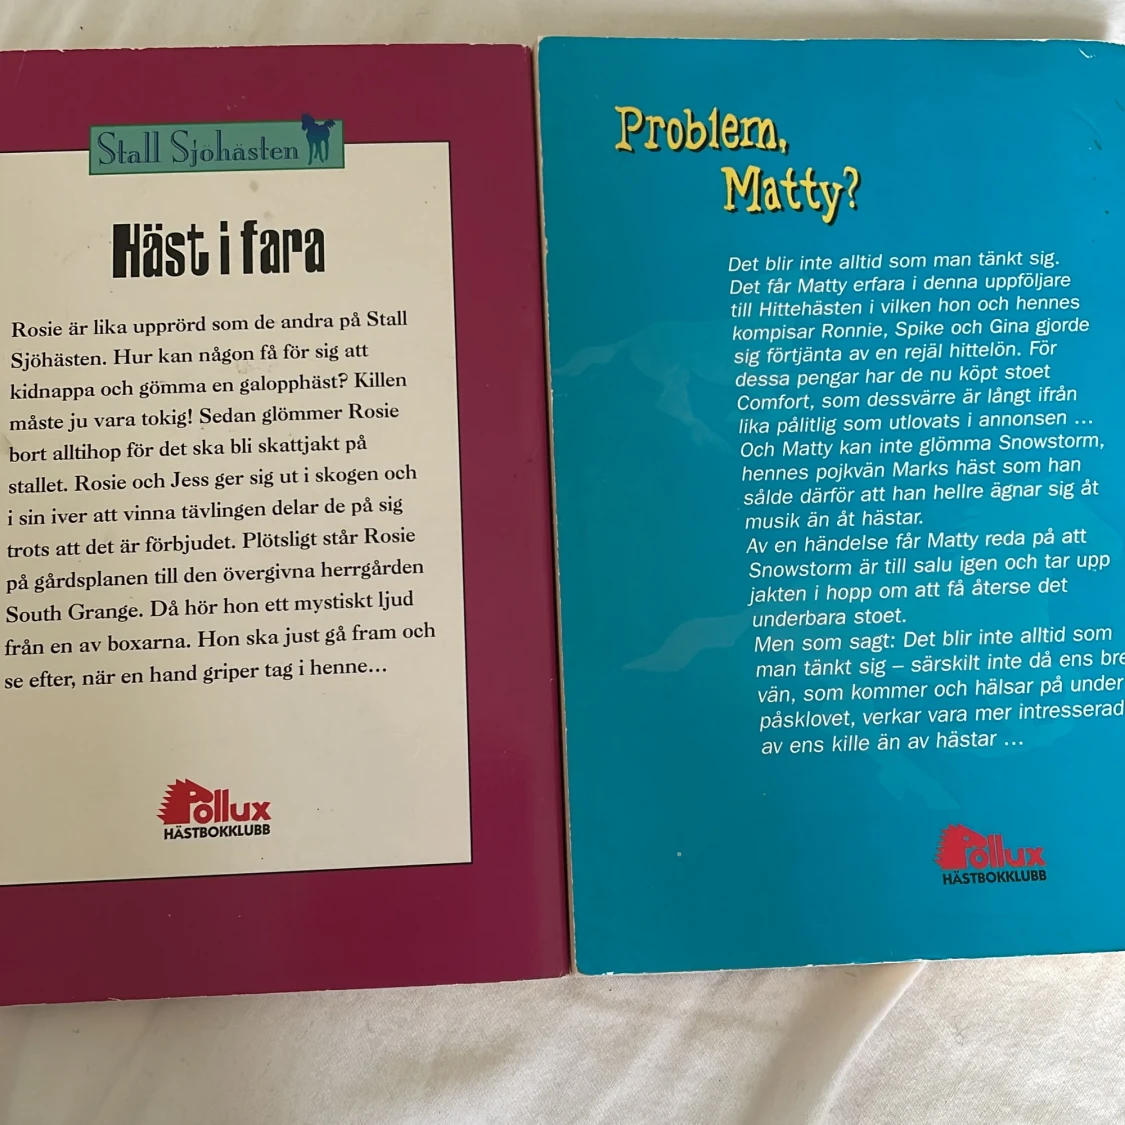 Stall Sjöhästen
Häst i fara
Rosie är lika upprörd som de andra på Stall
Sjöhästen. Hur kan någon få för sig att
kidnappa och gömma en galopphäst? Killen
måste ju vara tokig! Sedan glömmer Rosie
bort alltihop för det ska bli skattjakt på
stallet. Rosie och Jess ger sig ut i skogen och
i sin iver att vinna tävlingen delar de på sig
trots att det är förbjudet. Plötsligt står Rosie
på gårdsplanen till den övergivna herrgården
South Grange. Då hör hon ett mystiskt ljud
från en av boxarna. Hon ska just gå fram och
se efter, när en hand griper tag i henne...
Pollux
HÄSTBOKKLUBB
Problem,
Matty?
Det blir inte alltid som man tänkt sig.
Det får Matty erfara i denna uppföljare
till Hittehästen i vilken hon och hennes
kompisar Ronnie, Spike och Gina gjorde
sig förtjänta av en rejäl hittelön. För
dessa pengar har de nu köpt stoet
Comfort, som dessvärre är långt ifrån
lika pålitlig som utlovats i annonsen ...
Och Matty kan inte glömma Snowstorm,
hennes pojkvän Marks häst som han
sålde därför att han hellre ägnar sig åt
musik än åt hästar.
Av en händelse får Matty reda på att
Snowstorm är till salu igen och tar upp
jakten i hopp om att få återse det
underbara stoet.
Men som sagt: Det blir inte alltid som
man tänkt sig – särskilt inte då ens bre
vän, som kommer och hälsar på under
påsklovet, verkar vara mer intresserad
av ens kille än av hästar ...
Pollux
HÄSTBOKKLUBB